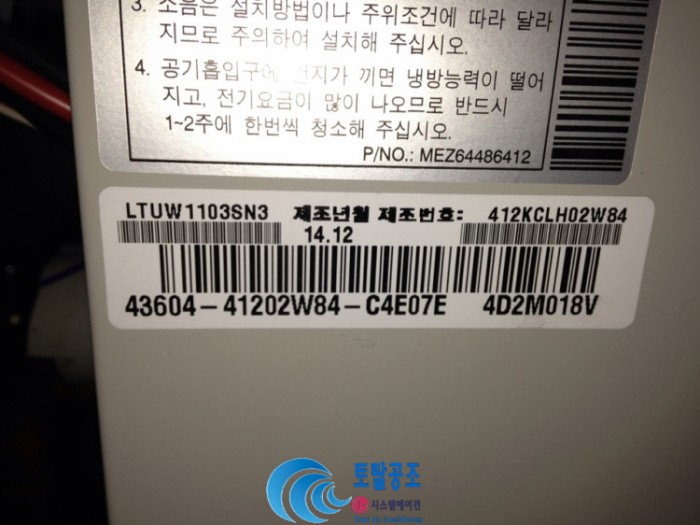 3. 소음은 설치방법이나 주위조건에 따라 달라
지므로 주의하여 설치해 주십시오.
4. 공기흡입구에 먼지가 끼면 냉방능력이 떨어
지고, 전기요금이 많이 나오므로 반드시
1~2주에 한번씩 청소해 주십시오.
P/NO.: MEZ64486412
LTUW1103SN3 제조년월 제조번호: 412KCLH02W84
14.12
43604-41202W84-C4E07E 4D2M018V
토탈공조
시스템에어컨